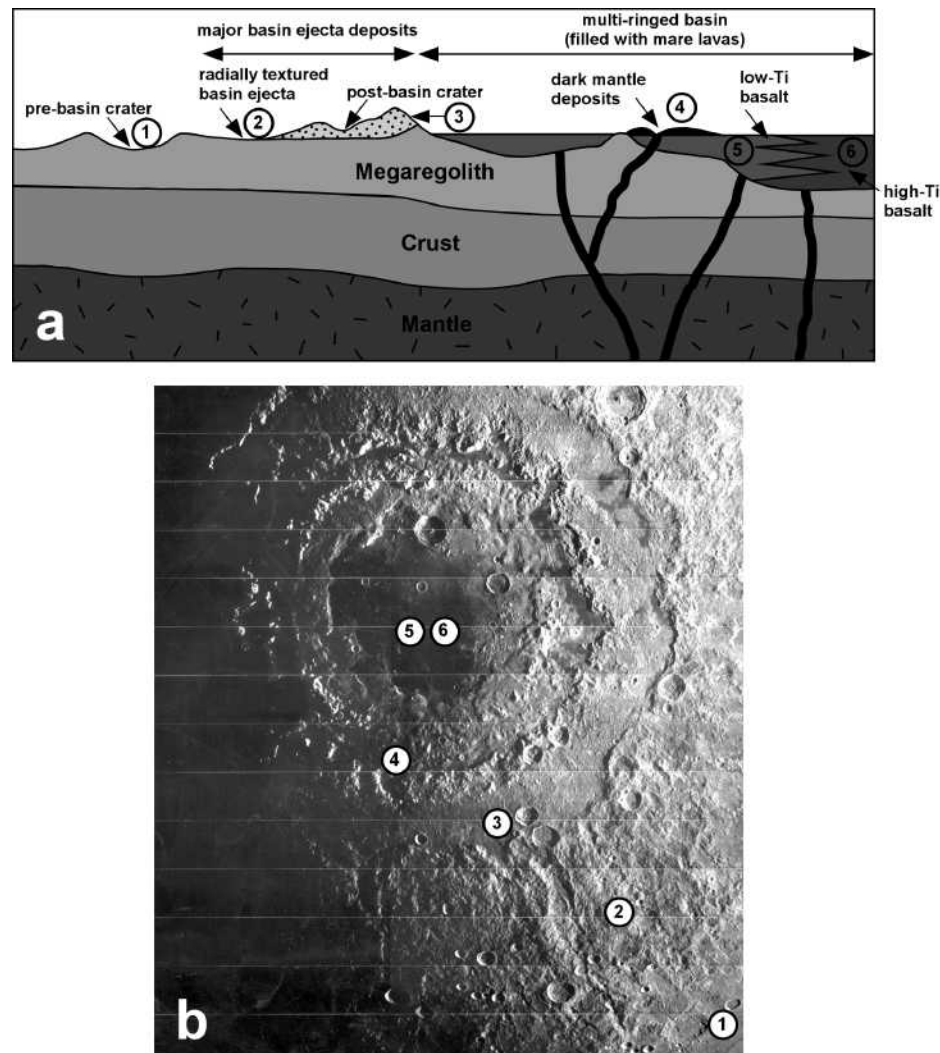 major basin ejecta deposits
multi-ringed basin
(filled with mare lavas)
radially textured
basin ejecta
pre-basin crater
post-basin crater
dark mantle
deposits
low-Ti
basalt
1
2
3
4
5
6
Megaregolith
high-Ti
basalt
Crust
Mantle
a
5
6
4
3
2
1
b